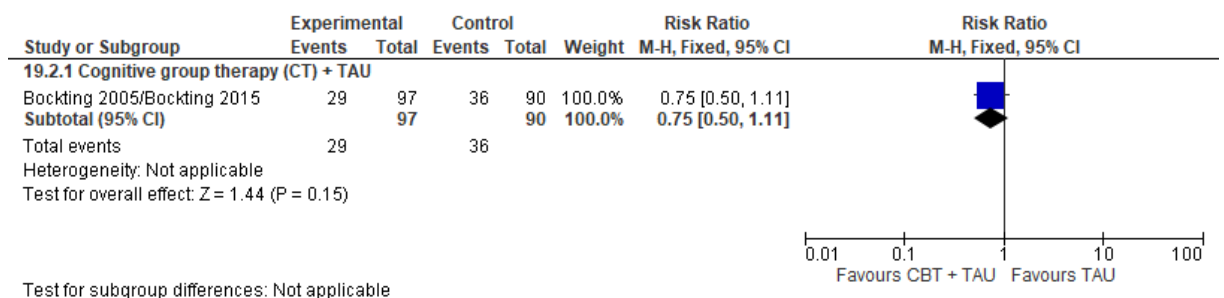 Experimental Control Risk Ratio Risk Ratio
Study or Subgroup Events Total Events Total Weight M-H, Fixed, 95% CI M-H, Fixed, 95% CI
19.2.1 Cognitive group therapy (CT) + TAU
Bockting 2005/Bockting 2015 29 97 36 90 100.0% 0.75 [0.50, 1.11]
Subtotal (95% CI) 97 90 100.0% 0.75 [0.50, 1.11]
Total events 29 36
Heterogeneity: Not applicable
Test for overall effect: Z = 1.44 (P = 0.15)
0.01 0.1 1 10 100
Favours CBT + TAU Favours TAU
Test for subgroup differences: Not applicable